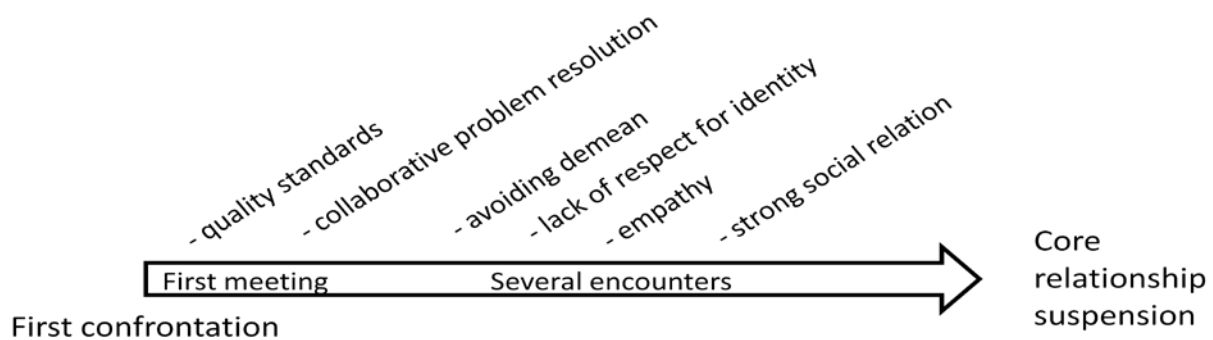 - quality standards
- collaborative problem resolution
- avoiding demean
- lack of respect for identity
- empathy
- strong social relation
First meeting
Several encounters
Core
relationship
suspension
First confrontation